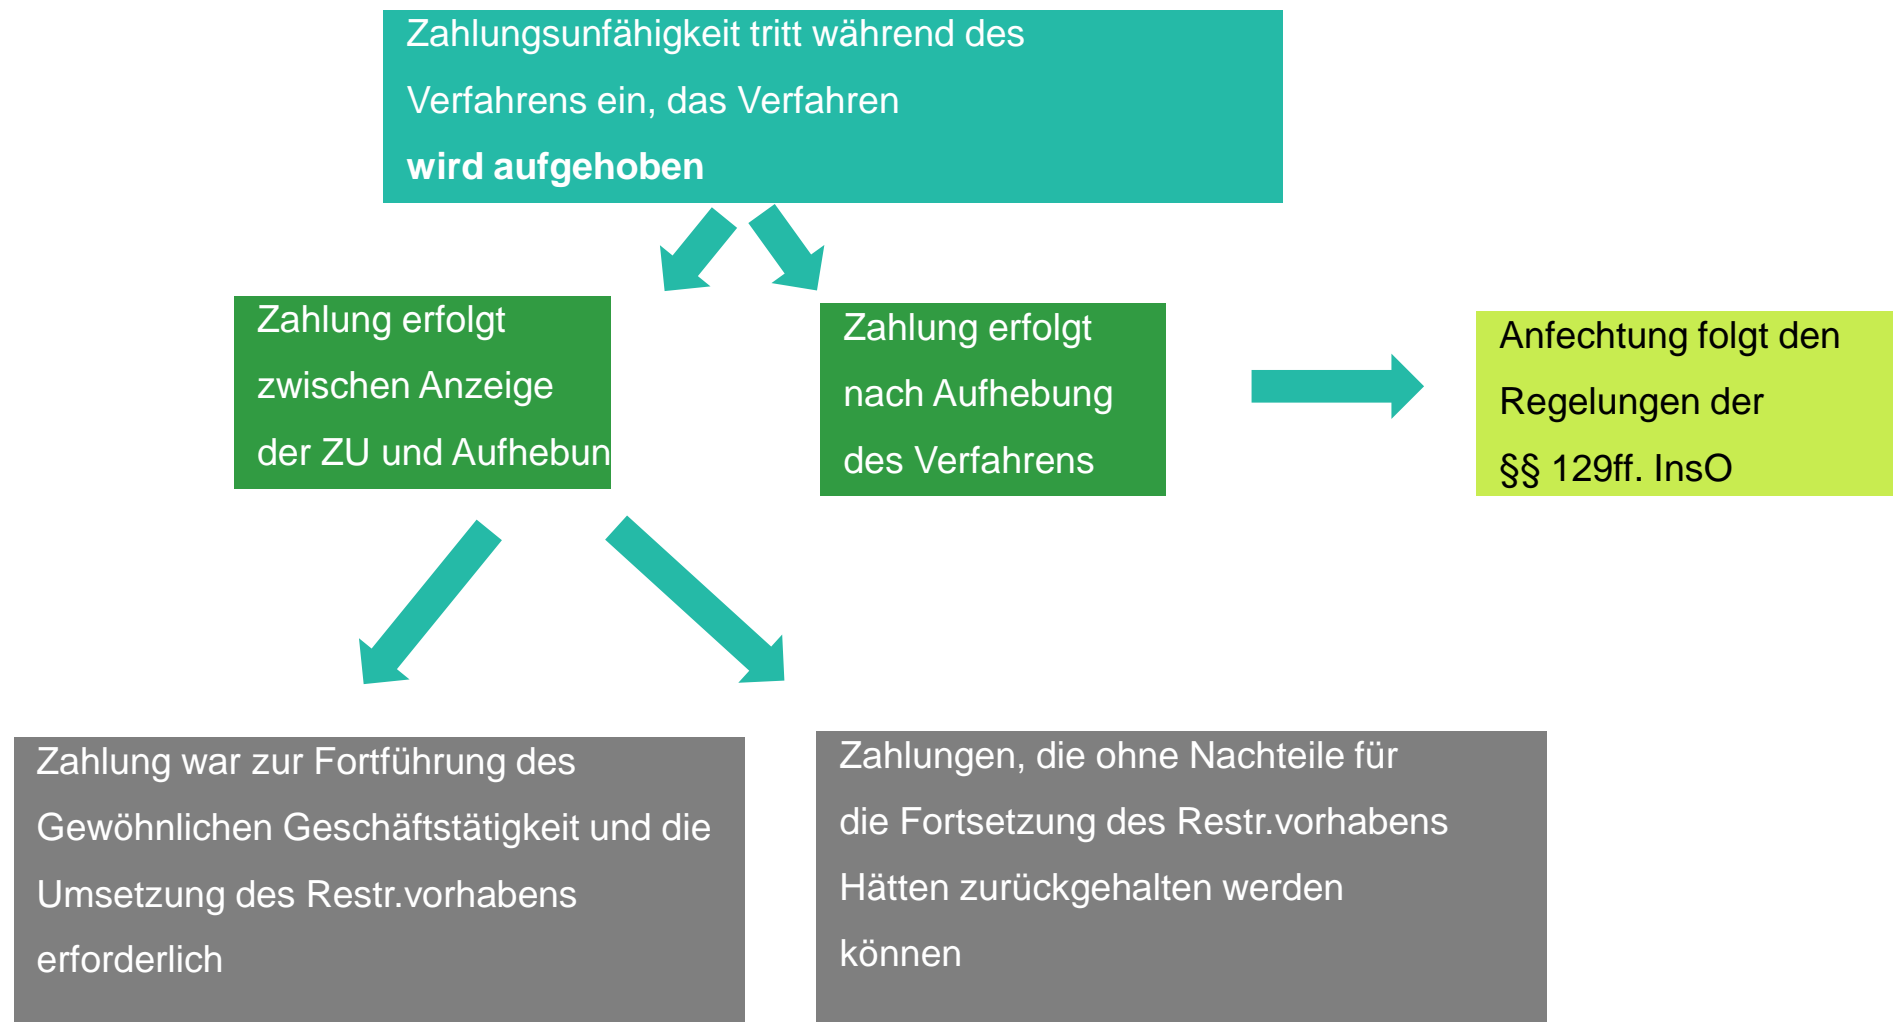 Zahlungsunfähigkeit tritt während des
Verfahrens ein, das Verfahren
wird aufgehoben
Zahlung erfolgt
zwischen Anzeige
der ZU und Aufhebun
Zahlung erfolgt
nach Aufhebung
des Verfahrens
Anfechtung folgt den
Regelungen der
§§ 129ff. InsO
Zahlung war zur Fortführung des
Gewöhnlichen Geschäftstätigkeit und die
Umsetzung des Restr.vorhabens
erforderlich
Zahlungen, die ohne Nachteile für
die Fortsetzung des Restr.vorhabens
Hätten zurückgehalten werden
können